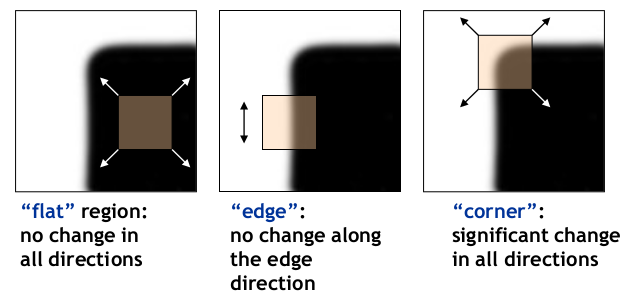 “flat” region:
no change in
all directions
“edge”:
no change along
the edge
direction
“corner”:
significant change
in all directions